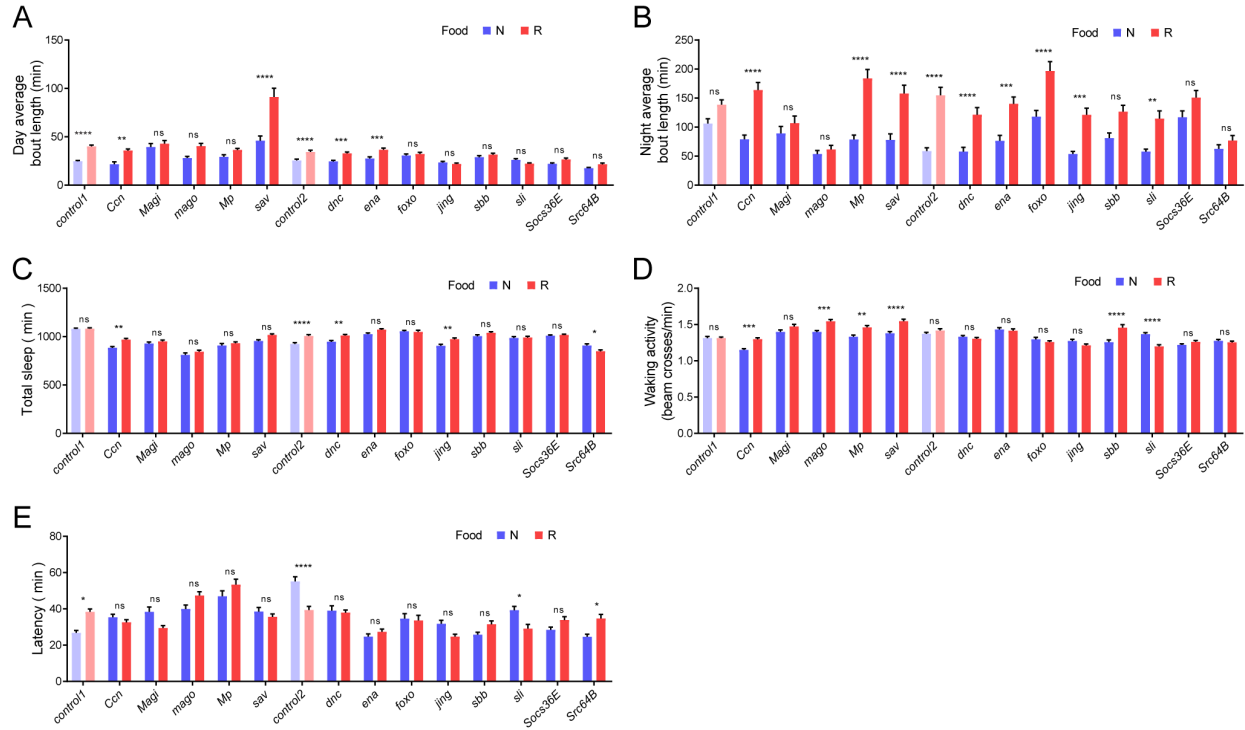 A
Food N R
Day average
bout length (min)
150
100
50
0
**** ** ns ns ns **** **** *** *** ns ns ns ns ns ns
control1 Ccn Magi mago Mp sav control2 dnc ena foxo jing sbb sli Socs36E Src64B
B
Food N R
Night average
bout length (min)
250
200
150
100
50
0
ns **** ns ns **** **** **** **** *** **** *** ns ** ns ns
control1 Ccn Magi mago Mp sav control2 dnc ena foxo jing sbb sli Socs36E Src64B
C
Food N R
Total sleep ( min )
1500
1000
500
0
ns ** ns ns ns ns **** ** ns ns ** ns ns ns *
control1 Ccn Magi mago Mp sav control2 dnc ena foxo jing sbb sli Socs36E Src64B
D
Food N R
Waking activity
(beam crosses/min)
2.0
1.5
1.0
0.5
0.0
ns *** ns *** ** **** ns ns ns ns ns **** **** ns ns
control1 Ccn Magi mago Mp sav control2 dnc ena foxo jing sbb sli Socs36E Src64B
E
Food N R
Latency ( min )
80
60
40
20
0
* ns ns ns ns ns **** ns ns ns ns ns * ns *
control1 Ccn Magi mago Mp sav control2 dnc ena foxo jing sbb sli Socs36E Src64B